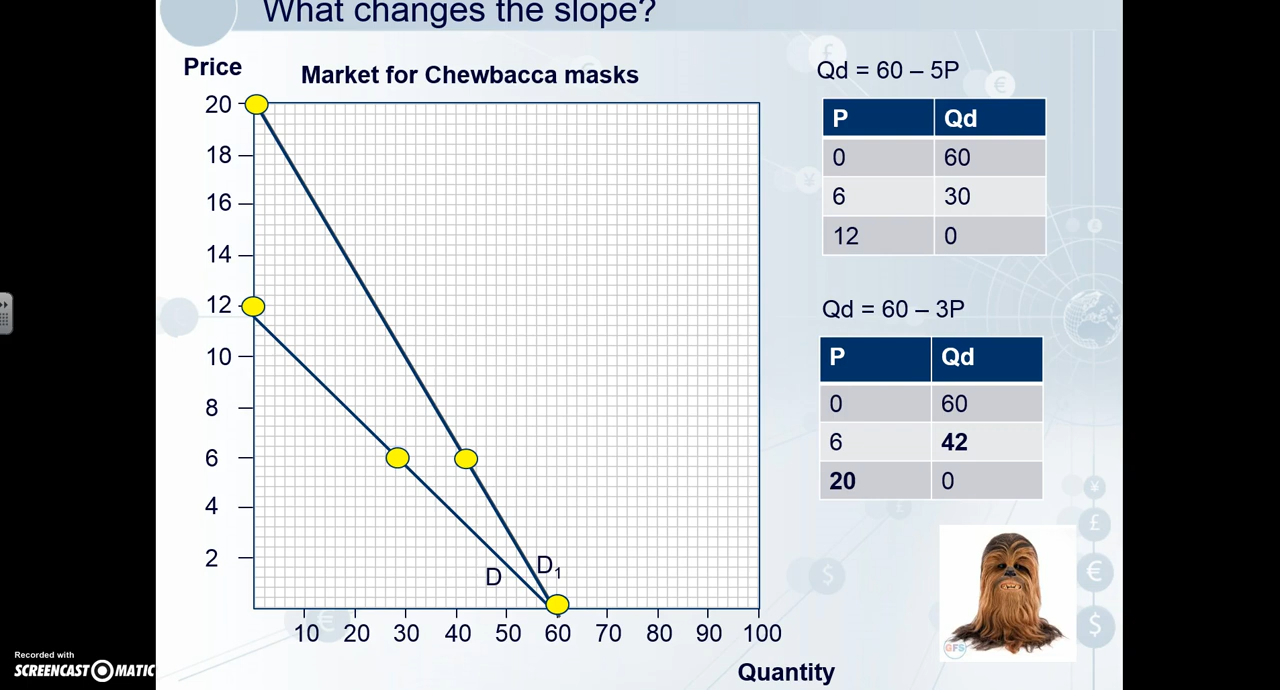 What changes the slope?
Price
Market for Chewbacca masks
20
18
16
14
12
10
8
6
4
2
D
D₁
10 20 30 40 50 60 70 80 90 100
Quantity
Qd = 60 – 5P
P Qd
0 60
6 30
12 0
Qd = 60 – 3P
P Qd
0 60
6 42
20 0
GFS
Recorded with
SCREENCAST-O-MATIC